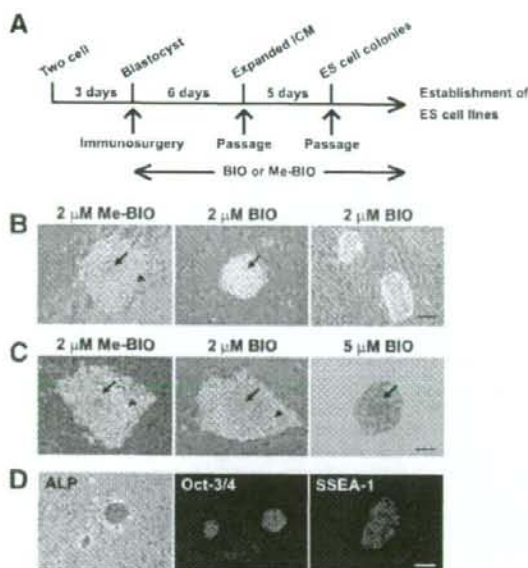 A
Two cell
Blastocyst
Expanded ICM
ES cell colonies
3 days
6 days
5 days
Establishment of
ES cell lines
Immunosurgery
Passage
Passage
BIO or Me-BIO
B
2 μM Me-BIO
2 μM BIO
2 μM BIO
C
2 μM Me-BIO
2 μM BIO
5 μM BIO
D
ALP
Oct-3/4
SSEA-1